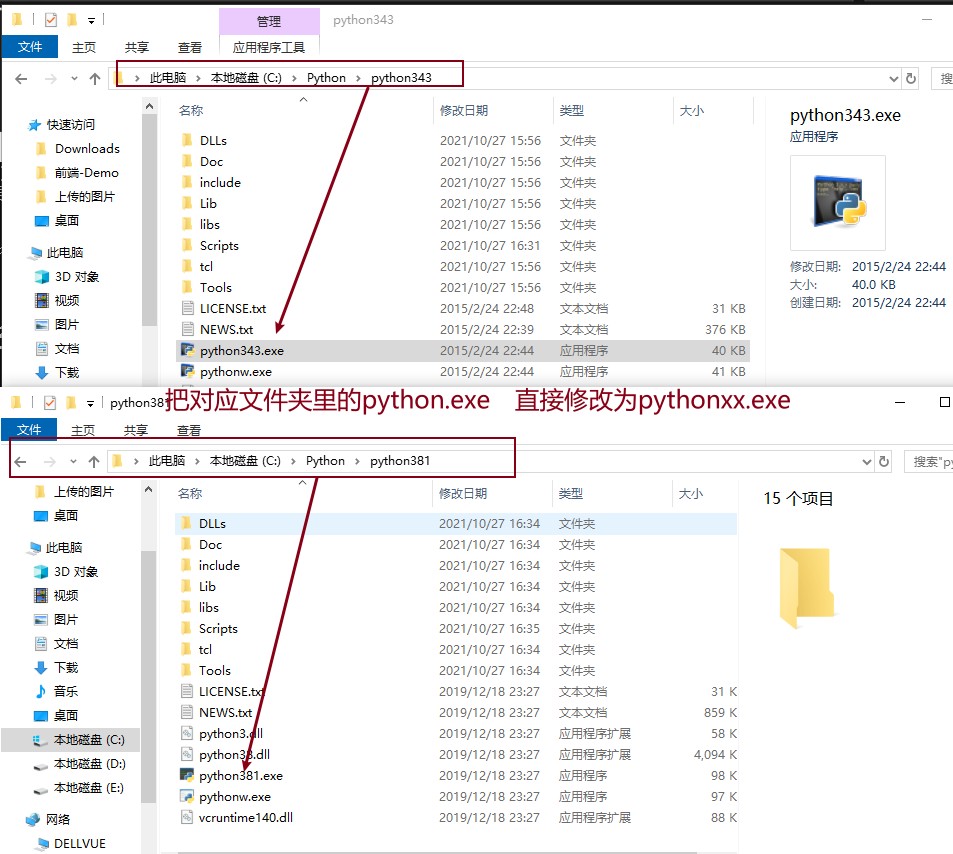 管理
python343
文件
主页
共享
查看
应用程序工具
此电脑 本地磁盘 (C:) Python python343
名称
修改日期
类型
大小
快速访问
Downloads
前端-Demo
上传的图片
桌面
此电脑
3D 对象
视频
图片
文档
下载
DLLs 2021/10/27 15:56 文件夹
Doc 2021/10/27 15:56 文件夹
include 2021/10/27 15:56 文件夹
Lib 2021/10/27 15:56 文件夹
libs 2021/10/27 15:56 文件夹
Scripts 2021/10/27 16:31 文件夹
tcl 2021/10/27 15:56 文件夹
Tools 2021/10/27 15:56 文件夹
LICENSE.txt 2015/2/24 22:48 文本文档 31 KB
NEWS.txt 2015/2/24 22:39 文本文档 376 KB
python343.exe 2015/2/24 22:44 应用程序 40 KB
pythonw.exe 2015/2/24 22:44 应用程序 41 KB
python343.exe
应用程序
修改日期: 2015/2/24 22:44
大小: 40.0 KB
创建日期: 2015/2/24 22:44
把对应文件夹里的python.exe 直接修改为pythonxx.exe
文件
主页
共享
查看
此电脑 本地磁盘 (C:) Python python381
搜索"py
名称
修改日期
类型
大小
上传的图片
桌面
此电脑
3D 对象
视频
图片
文档
下载
音乐
桌面
本地磁盘 (C:)
本地磁盘 (D:)
本地磁盘 (E:)
网络
DELLVUE
DLLs 2021/10/27 16:34 文件夹
Doc 2021/10/27 16:34 文件夹
include 2021/10/27 16:34 文件夹
Lib 2021/10/27 16:34 文件夹
libs 2021/10/27 16:34 文件夹
Scripts 2021/10/27 16:35 文件夹
tcl 2021/10/27 16:34 文件夹
Tools 2021/10/27 16:34 文件夹
LICENSE.txt 2019/12/18 23:27 文本文档 31 K
NEWS.txt 2019/12/18 23:27 文本文档 859 K
python3.dll 2019/12/18 23:27 应用程序扩展 58 K
python38.dll 2019/12/18 23:27 应用程序扩展 4,094 K
python381.exe 2019/12/18 23:27 应用程序 98 K
pythonw.exe 2019/12/18 23:27 应用程序 97 K
vcruntime140.dll 2019/12/18 23:27 应用程序扩展 88 K
15 个项目